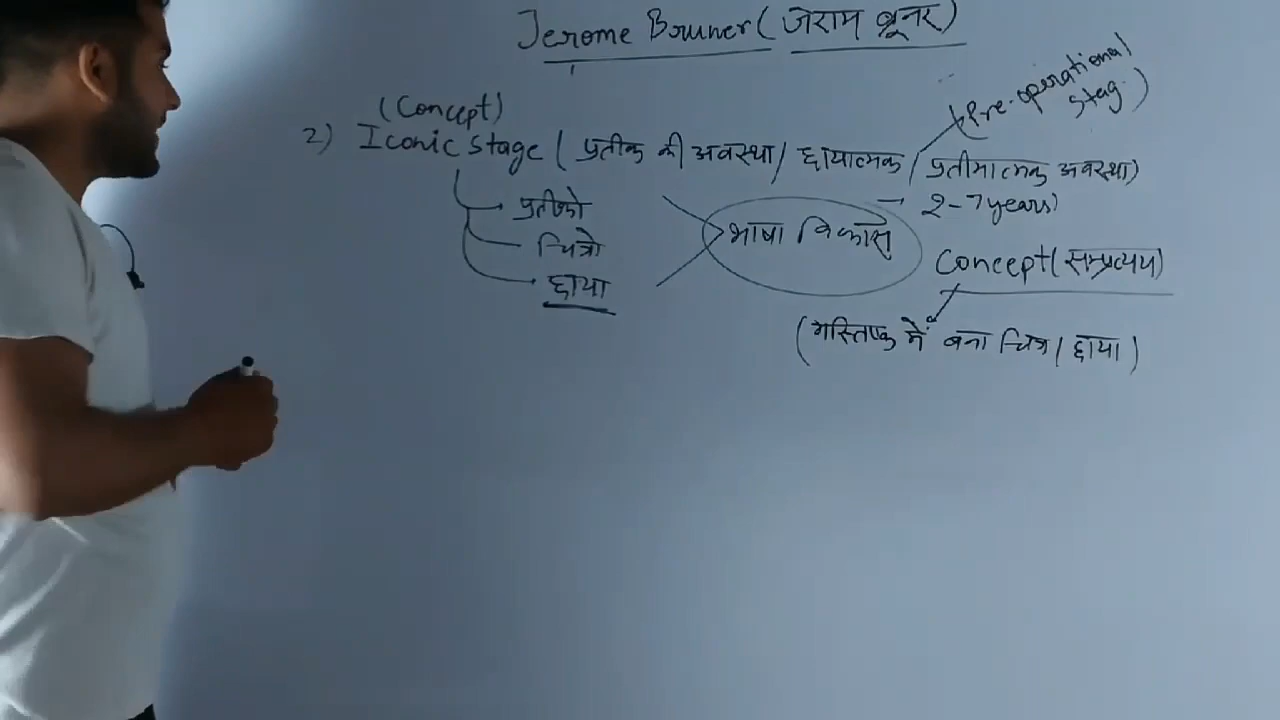 Jerome Bruner (जेराम ब्रूनर)
(Concept)
(Pre-operational
Stag.)
2) Iconic Stage ( प्रतीक की अवस्था / छायात्मक / प्रतीमात्मक अवस्था)
→ 2-7 years)
प्रतीको
चित्रो
छाया
भाषा विकास
Concept (सम्प्रत्यय)
(मस्तिष्क में बना चित्र / छाया)